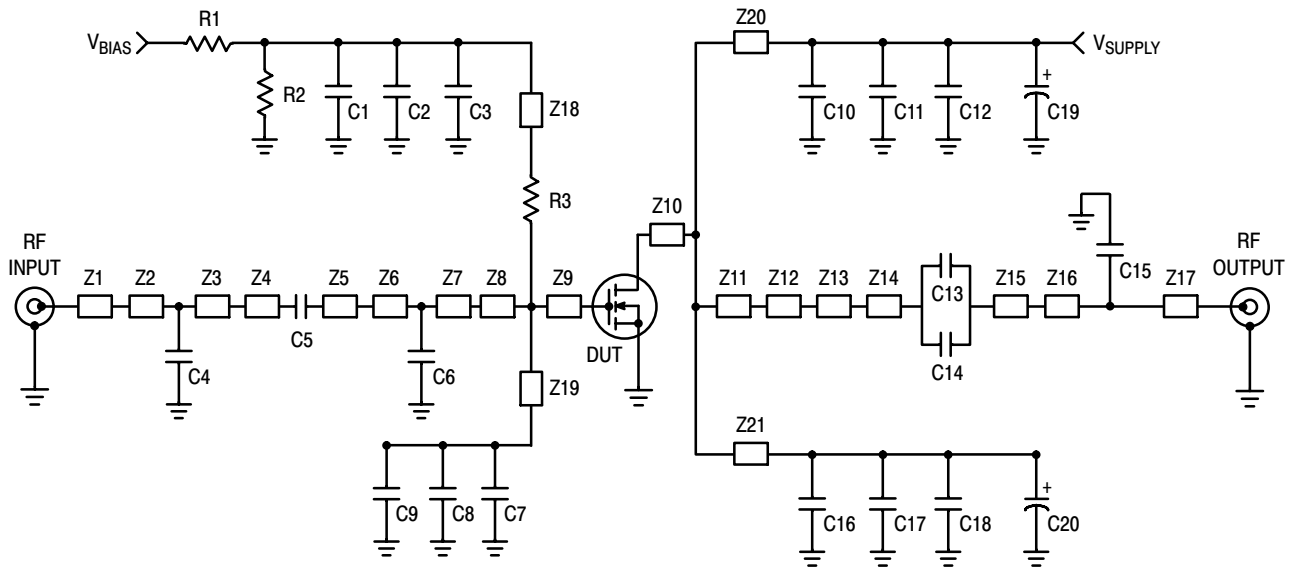 R1
Z20
V_BIAS
V_SUPPLY
R2
C1
C2
C3
Z18
C10
C11
C12
+
C19
R3
Z10
RF
INPUT
Z1
Z2
Z3
Z4
Z5
Z6
Z7
Z8
Z9
Z11
Z12
Z13
Z14
C13
Z15
Z16
C15
Z17
RF
OUTPUT
C5
DUT
C14
C4
C6
Z19
Z21
C9
C8
C7
C16
C17
C18
+
C20